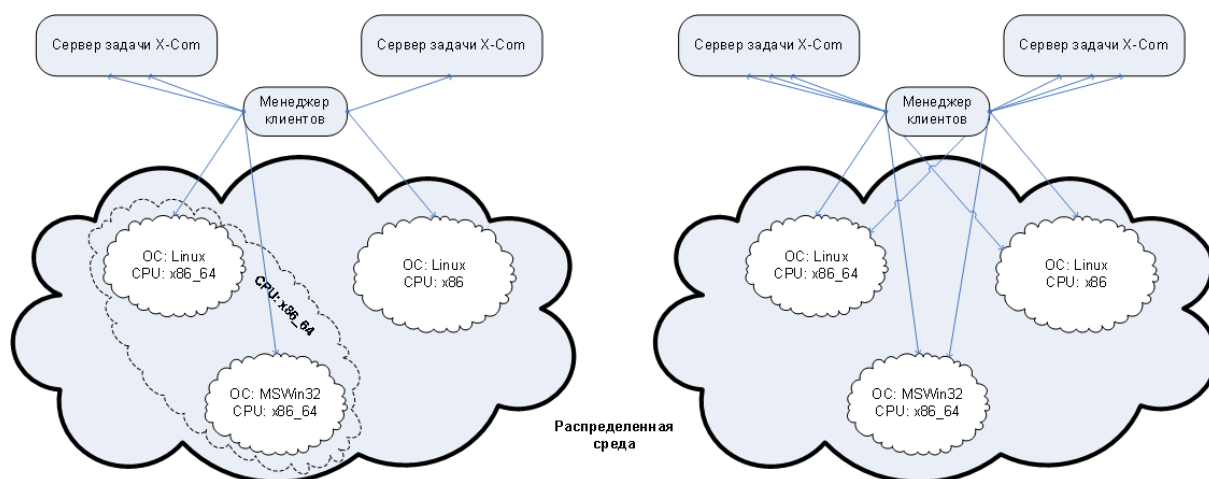 Сервер задачи X-Com
Сервер задачи X-Com
Менеджер
клиентов
ОС: Linux
CPU: x86_64
CPU: x86_64
ОС: Linux
CPU: x86
ОС: MSWin32
CPU: x86_64
Распределенная
среда
Сервер задачи X-Com
Сервер задачи X-Com
Менеджер
клиентов
ОС: Linux
CPU: x86_64
ОС: Linux
CPU: x86
ОС: MSWin32
CPU: x86_64